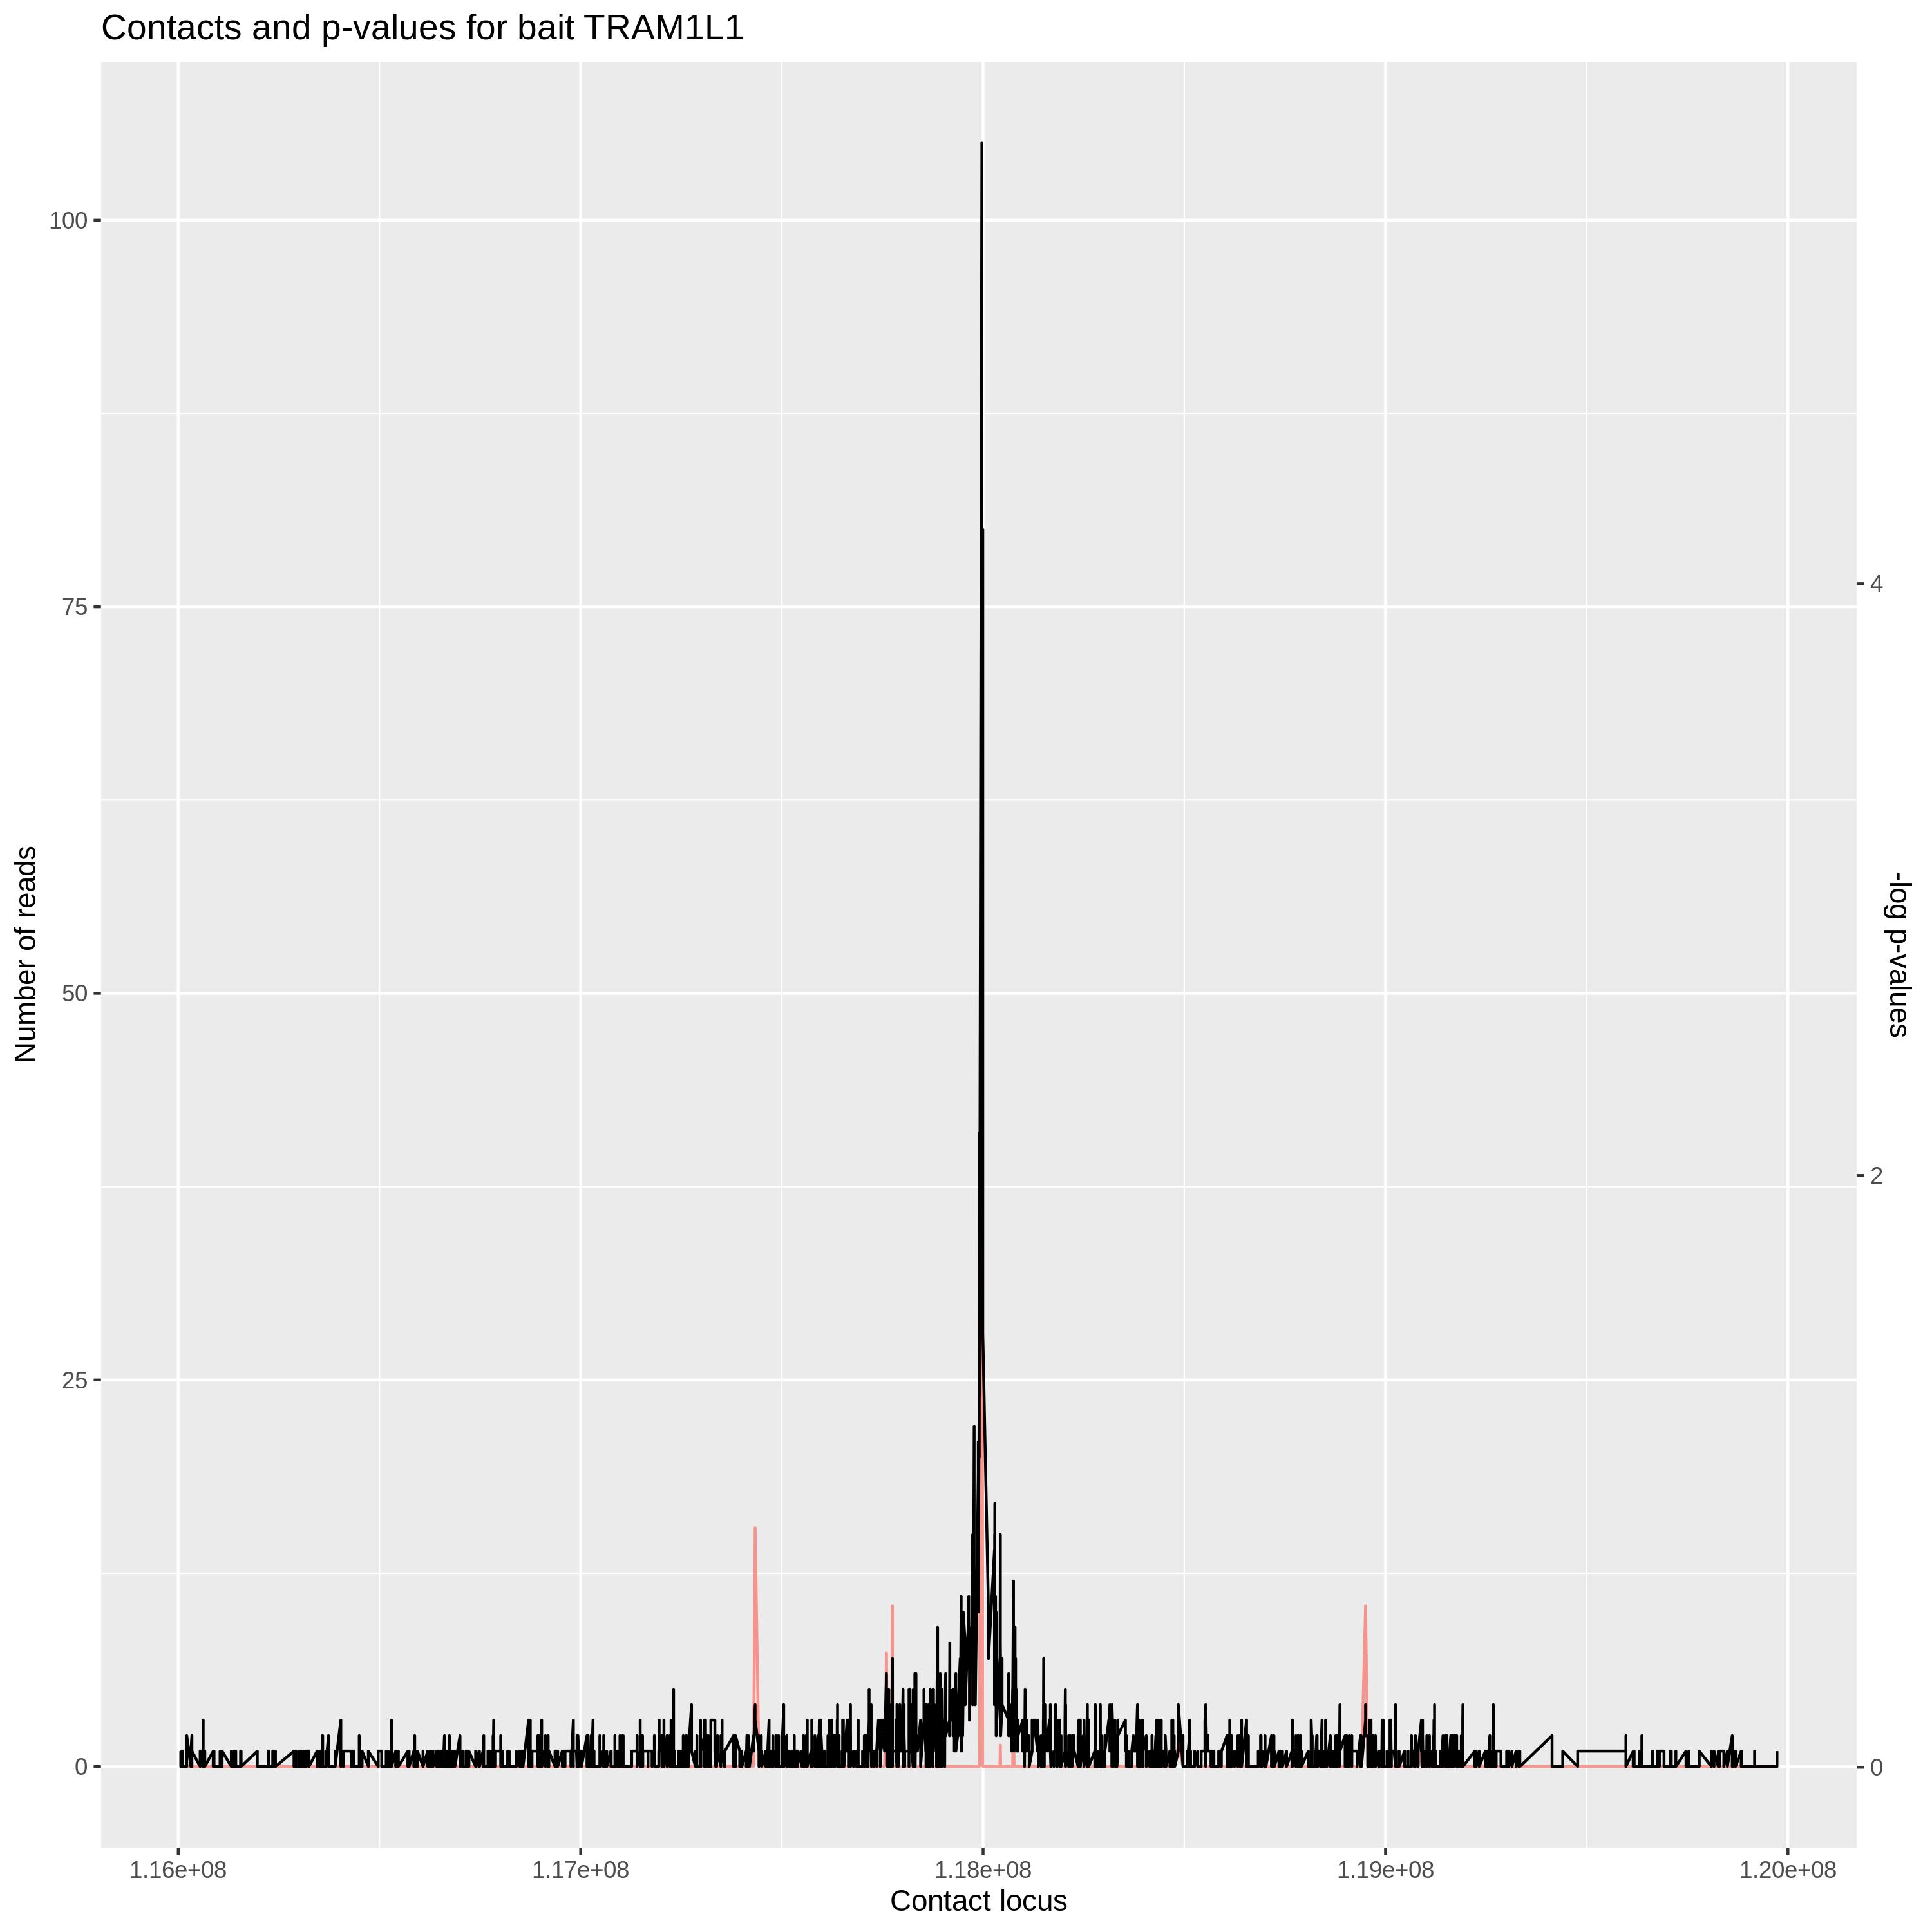 Contacts and p-values for bait TRAM1L1
100
75
50
25
0
Number of reads
4
2
0
-log p-values
1.16e+08
1.17e+08
1.18e+08
1.19e+08
1.20e+08
Contact locus